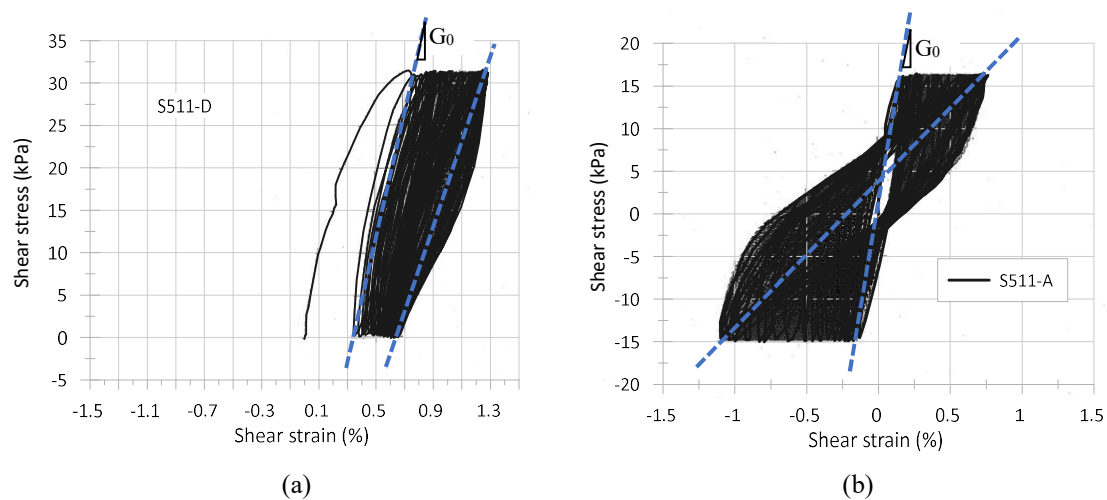 G0
35
30
25
20
15
10
5
0
-5
S511-D
Shear stress (kPa)
-1.5 -1.1 -0.7 -0.3 0.1 0.5 0.9 1.3
Shear strain (%)
(a)
G0
20
15
10
5
0
-5
-10
-15
-20
Shear stress (kPa)
S511-A
-1.5 -1 -0.5 0 0.5 1 1.5
Shear strain (%)
(b)